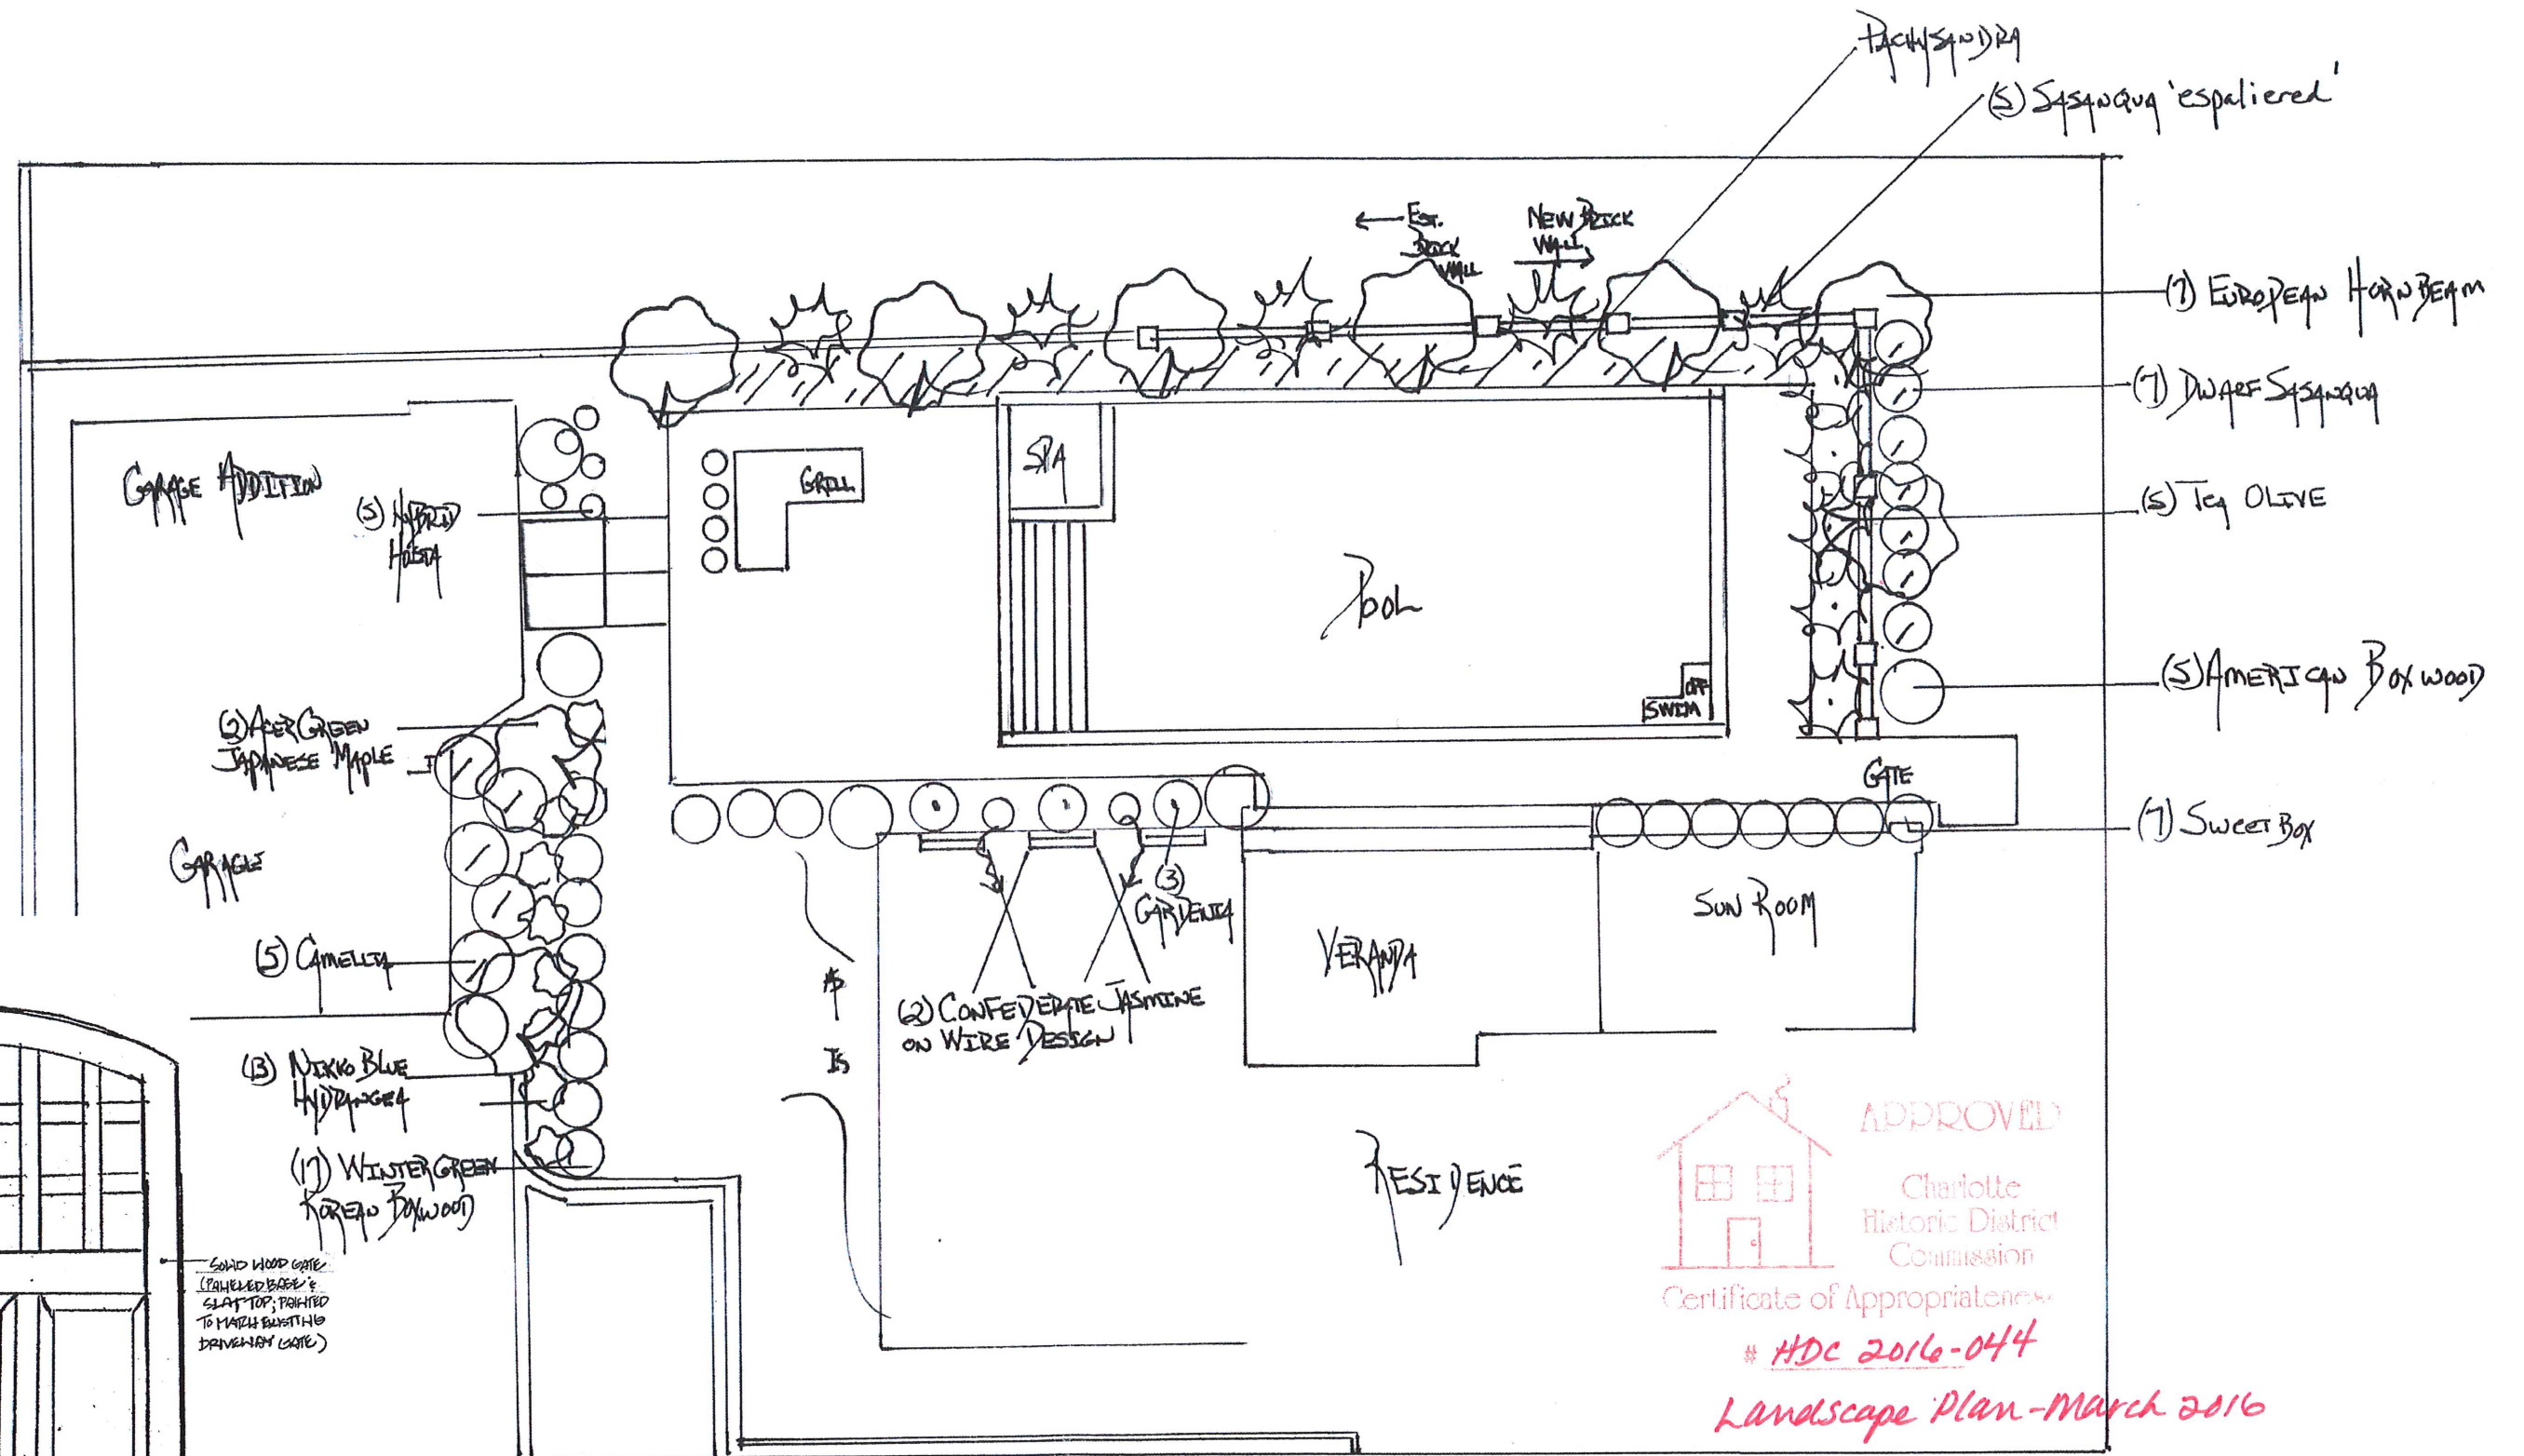 PACHYSANDRA
(5) SASANQUA 'espaliered'
← EST.
BRICK
WALL
NEW BRICK
WALL
(7) EUROPEAN HORNBEAM
(7) DWARF SASANQUA
(5) TEA OLIVE
(5) AMERICAN BOXWOOD
(7) SWEET BOX
GARAGE ADDITION
(5) HYBRID
HOSTA
GRILL
SPA
POOL
OFF
SWIM
GATE
(2) ACER GREEN
JAPANESE MAPLE
GARAGE
(5) CAMELLIA
(13) NIKKO BLUE
HYDRANGEA
(17) WINTERGREEN
KOREAN BOXWOOD
SOLID WOOD GATE
(PANELED BASE &
SLAT TOP; PAINTED
TO MATCH EXISTING
DRIVEWAY GATE)
AS
IS
(2) CONFEDERATE JASMINE
ON WIRE DESIGN
(3)
GARDENIA
VERANDA
SUN ROOM
RESIDENCE
APPROVED
Charlotte
Historic District
Commission
Certificate of Appropriateness
# HDC 2016-044
Landscape Plan - March 2016